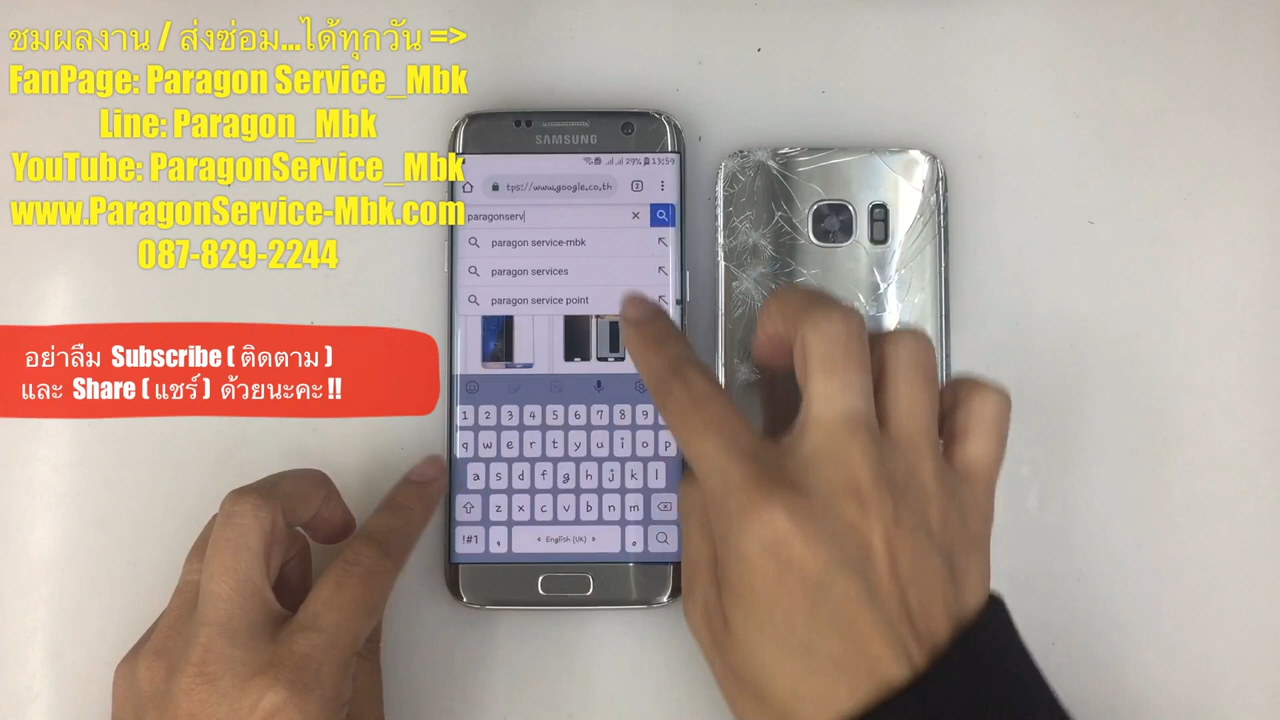 ชมผลงาน / ส่งซ่อม...ได้ทุกวัน =>
FanPage: Paragon Service_Mbk
Line: Paragon_Mbk
YouTube: ParagonService_Mbk
www.ParagonService-Mbk.com
087-829-2244
อย่าลืม Subscribe ( ติดตาม )
และ Share ( แชร์ ) ด้วยนะคะ !!
SAMSUNG
29% 13:59
tps://www.google.co.th 2
paragonserv
paragon service-mbk
paragon services
paragon service point
1 2 3 4 5 6 7 8 9
q w e r t y u i o p
a s d f g h j k l
z x c v b n m
!#1 , English (UK) .